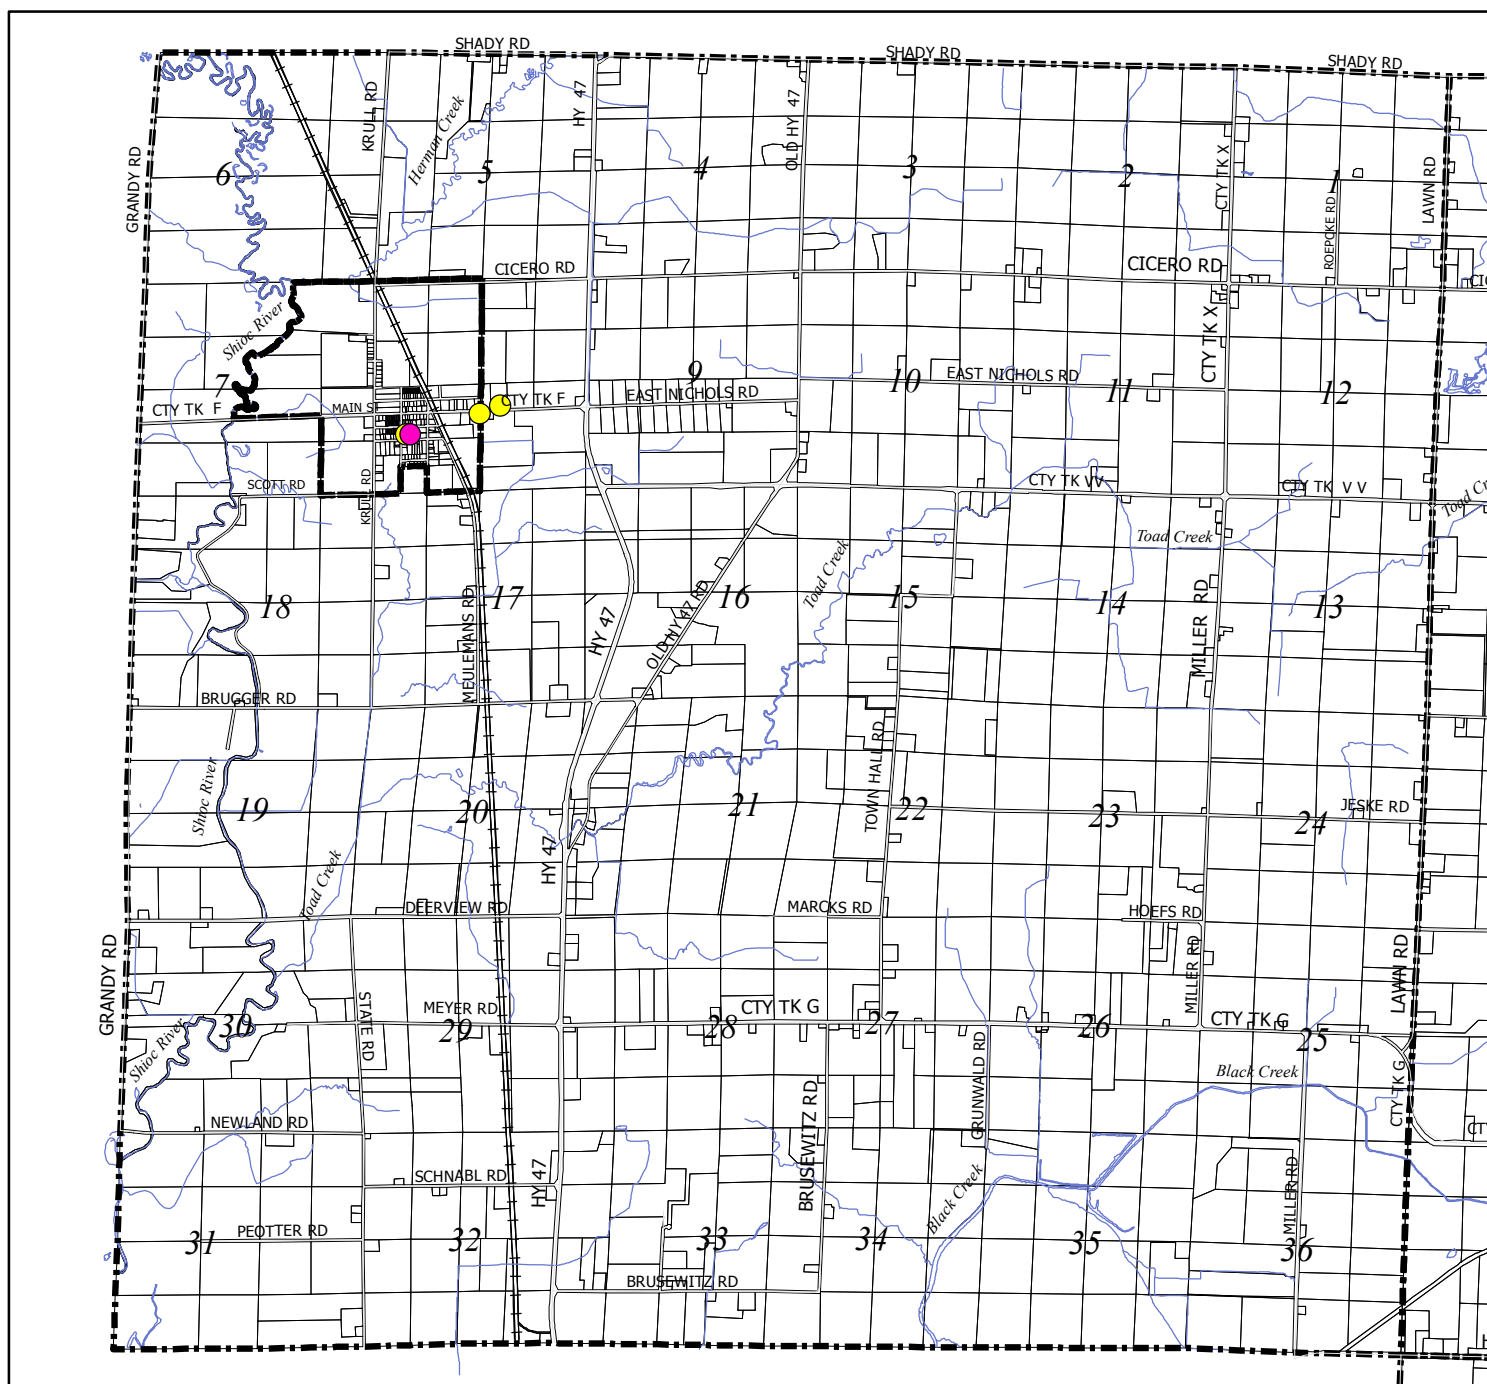 SHADY RD
SHADY RD
SHADY RD
KRULL RD
HY 47
OLD HY 47
Herman Creek
GRANDY RD
6
5
4
3
2
CTY TK X
1
ROEPCKE RD
LAWN RD
CICERO RD
CICERO RD
CIC
Shioc River
CTY TK X
7
9
10
EAST NICHOLS RD
11
12
CTY TK F
MAIN ST
CTY TK F
EAST NICHOLS RD
SCOTT RD
KRULL RD
CTY TK VV
CTY TK V V
Toad Cr
Toad Creek
Toad Creek
18
MEULEMANS RD
17
HY 47
OLD HY 47 RD
16
15
14
MILLER RD
13
BRUGGER RD
TOWN HALL RD
Shioc River
19
20
HY 47
21
22
23
24
JESKE RD
Toad Creek
DEERVIEW RD
MARCKS RD
HOEFS RD
GRANDY RD
MILLER RD
LAWN RD
Shioc River
30
STATE RD
MEYER RD
29
CTY TK G
28
27
26
CTY TK G
25
GRUNWALD RD
Black Creek
CTY TK G
NEWLAND RD
BRUSEWITZ RD
CTY
SCHNABL RD
HY 47
Black Creek
MILLER RD
31
PEOTTER RD
32
33
34
35
36
BRUSEWITZ RD